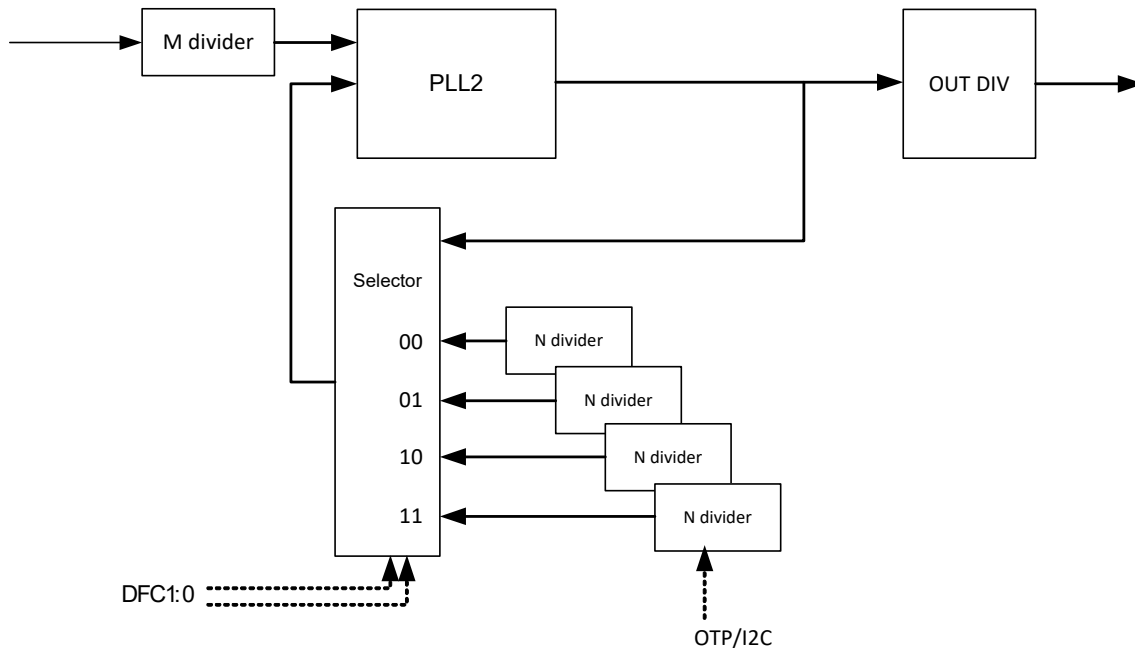 M divider
PLL2
OUT DIV
Selector
00
N divider
01
N divider
10
N divider
11
N divider
DFC1:0
OTP/I2C